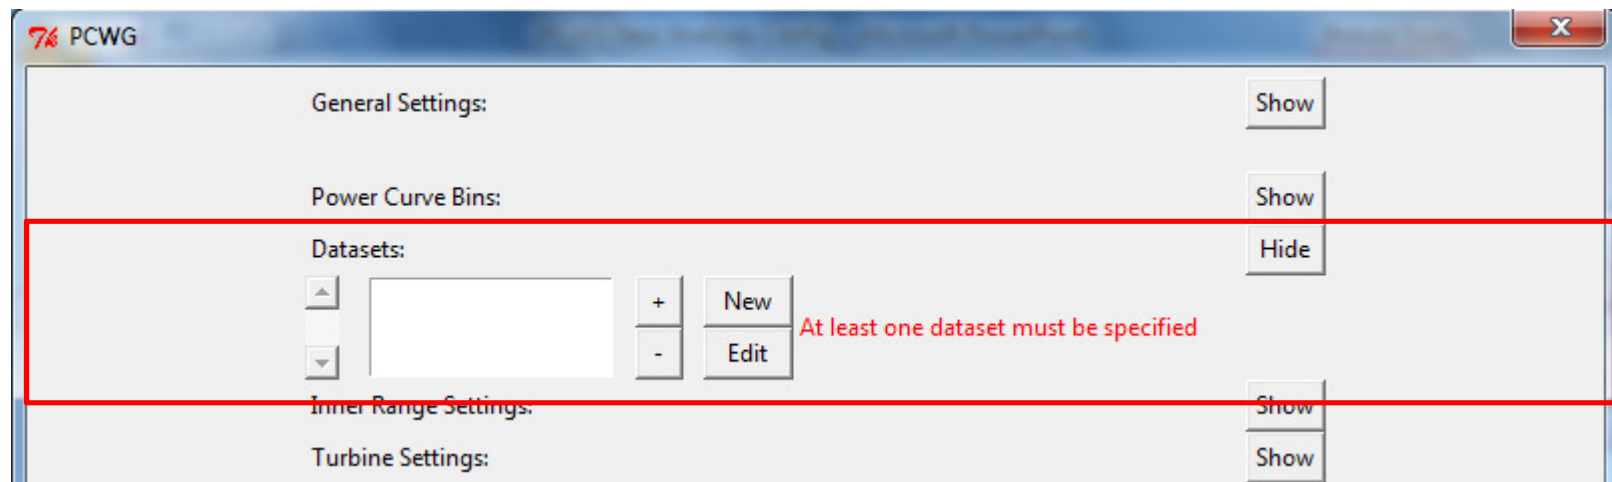 PCWG
General Settings: Show
Power Curve Bins: Show
Datasets: Hide
+ New
At least one dataset must be specified
- Edit
Inner Range Settings: Show
Turbine Settings: Show